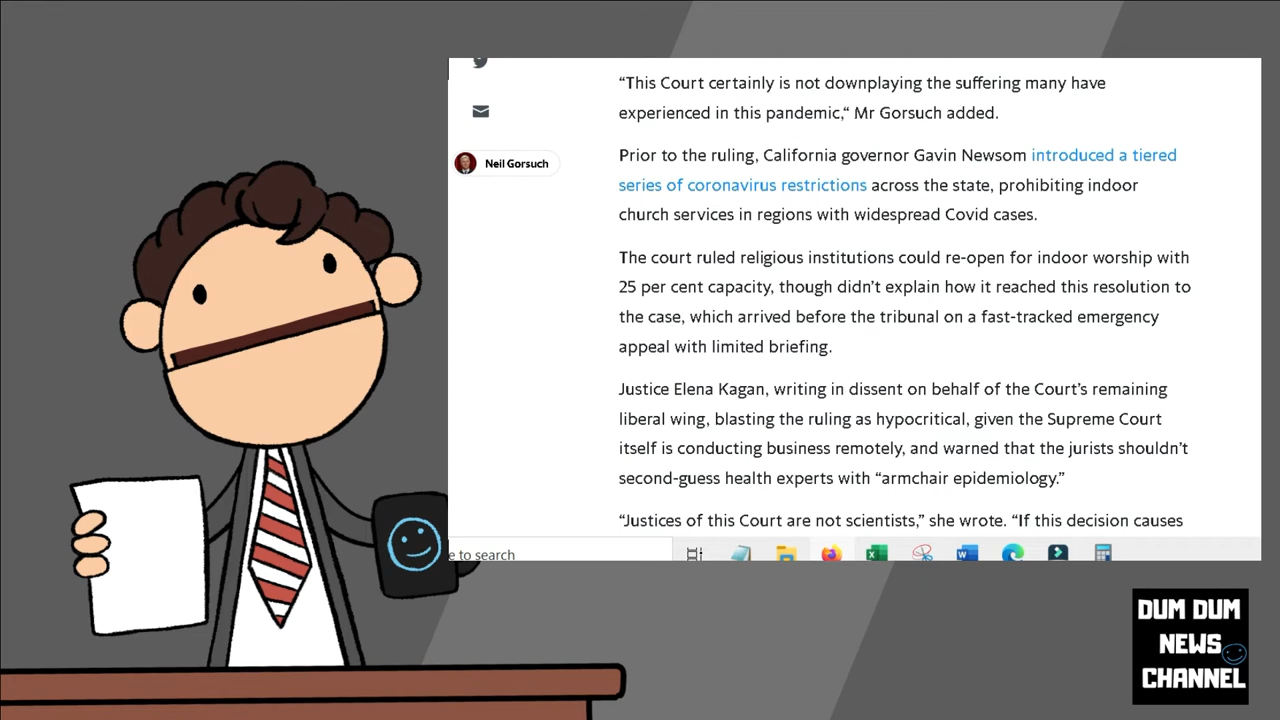 “This Court certainly is not downplaying the suffering many have
experienced in this pandemic,“ Mr Gorsuch added.
Neil Gorsuch
Prior to the ruling, California governor Gavin Newsom introduced a tiered
series of coronavirus restrictions across the state, prohibiting indoor
church services in regions with widespread Covid cases.
The court ruled religious institutions could re-open for indoor worship with
25 per cent capacity, though didn’t explain how it reached this resolution to
the case, which arrived before the tribunal on a fast-tracked emergency
appeal with limited briefing.
Justice Elena Kagan, writing in dissent on behalf of the Court’s remaining
liberal wing, blasting the ruling as hypocritical, given the Supreme Court
itself is conducting business remotely, and warned that the jurists shouldn’t
second-guess health experts with “armchair epidemiology.”
“Justices of this Court are not scientists,” she wrote. “If this decision causes
e to search
DUM DUM
NEWS
CHANNEL